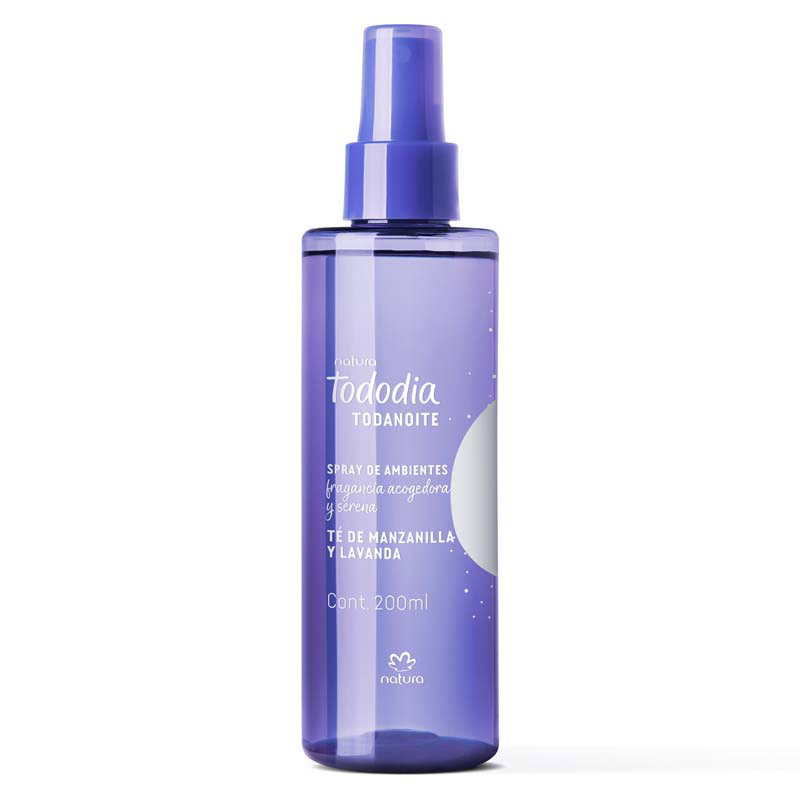 natura
Tododia
TODANOITE
SPRAY DE AMBIENTES
fragancia acogedora
y serena
TÉ DE MANZANILLA
Y LAVANDA
Cont. 200ml
natura